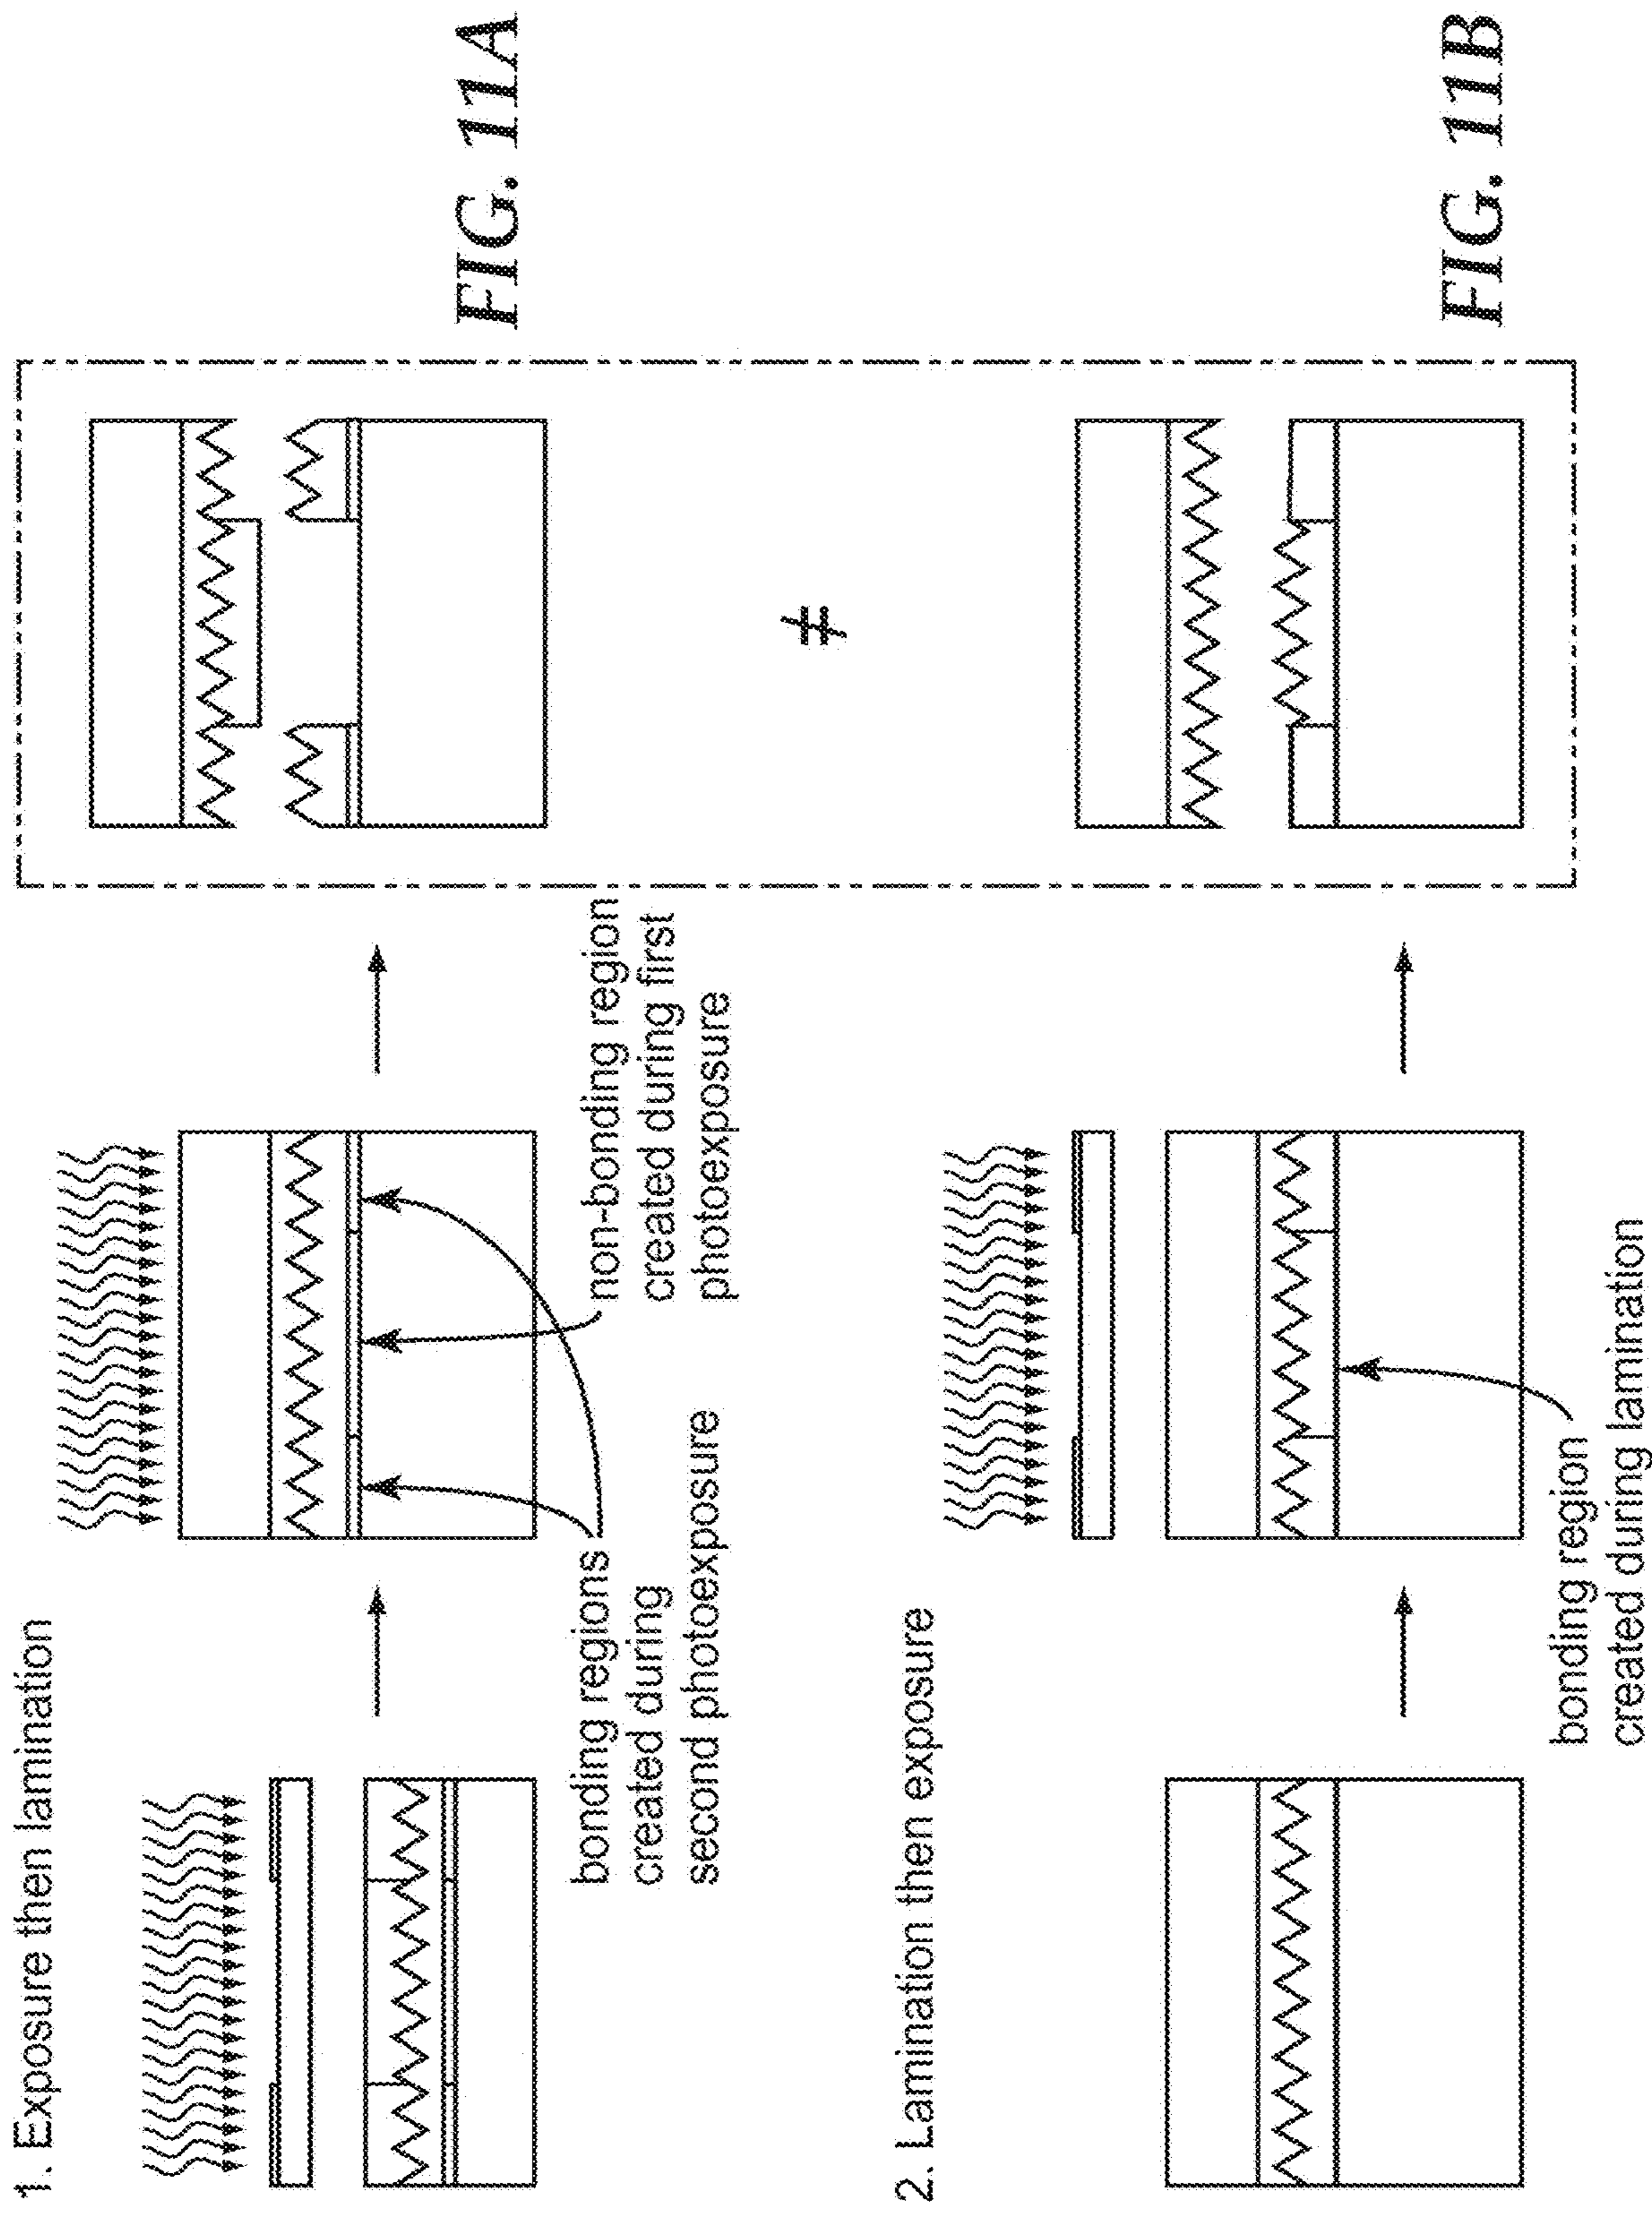 1. Exposure then lamination
bonding regions
created during
second photoexposure
non-bonding region
created during first
photoexposure
FIG. 11A
≠
2. Lamination then exposure
bonding region
created during lamination
FIG. 11B